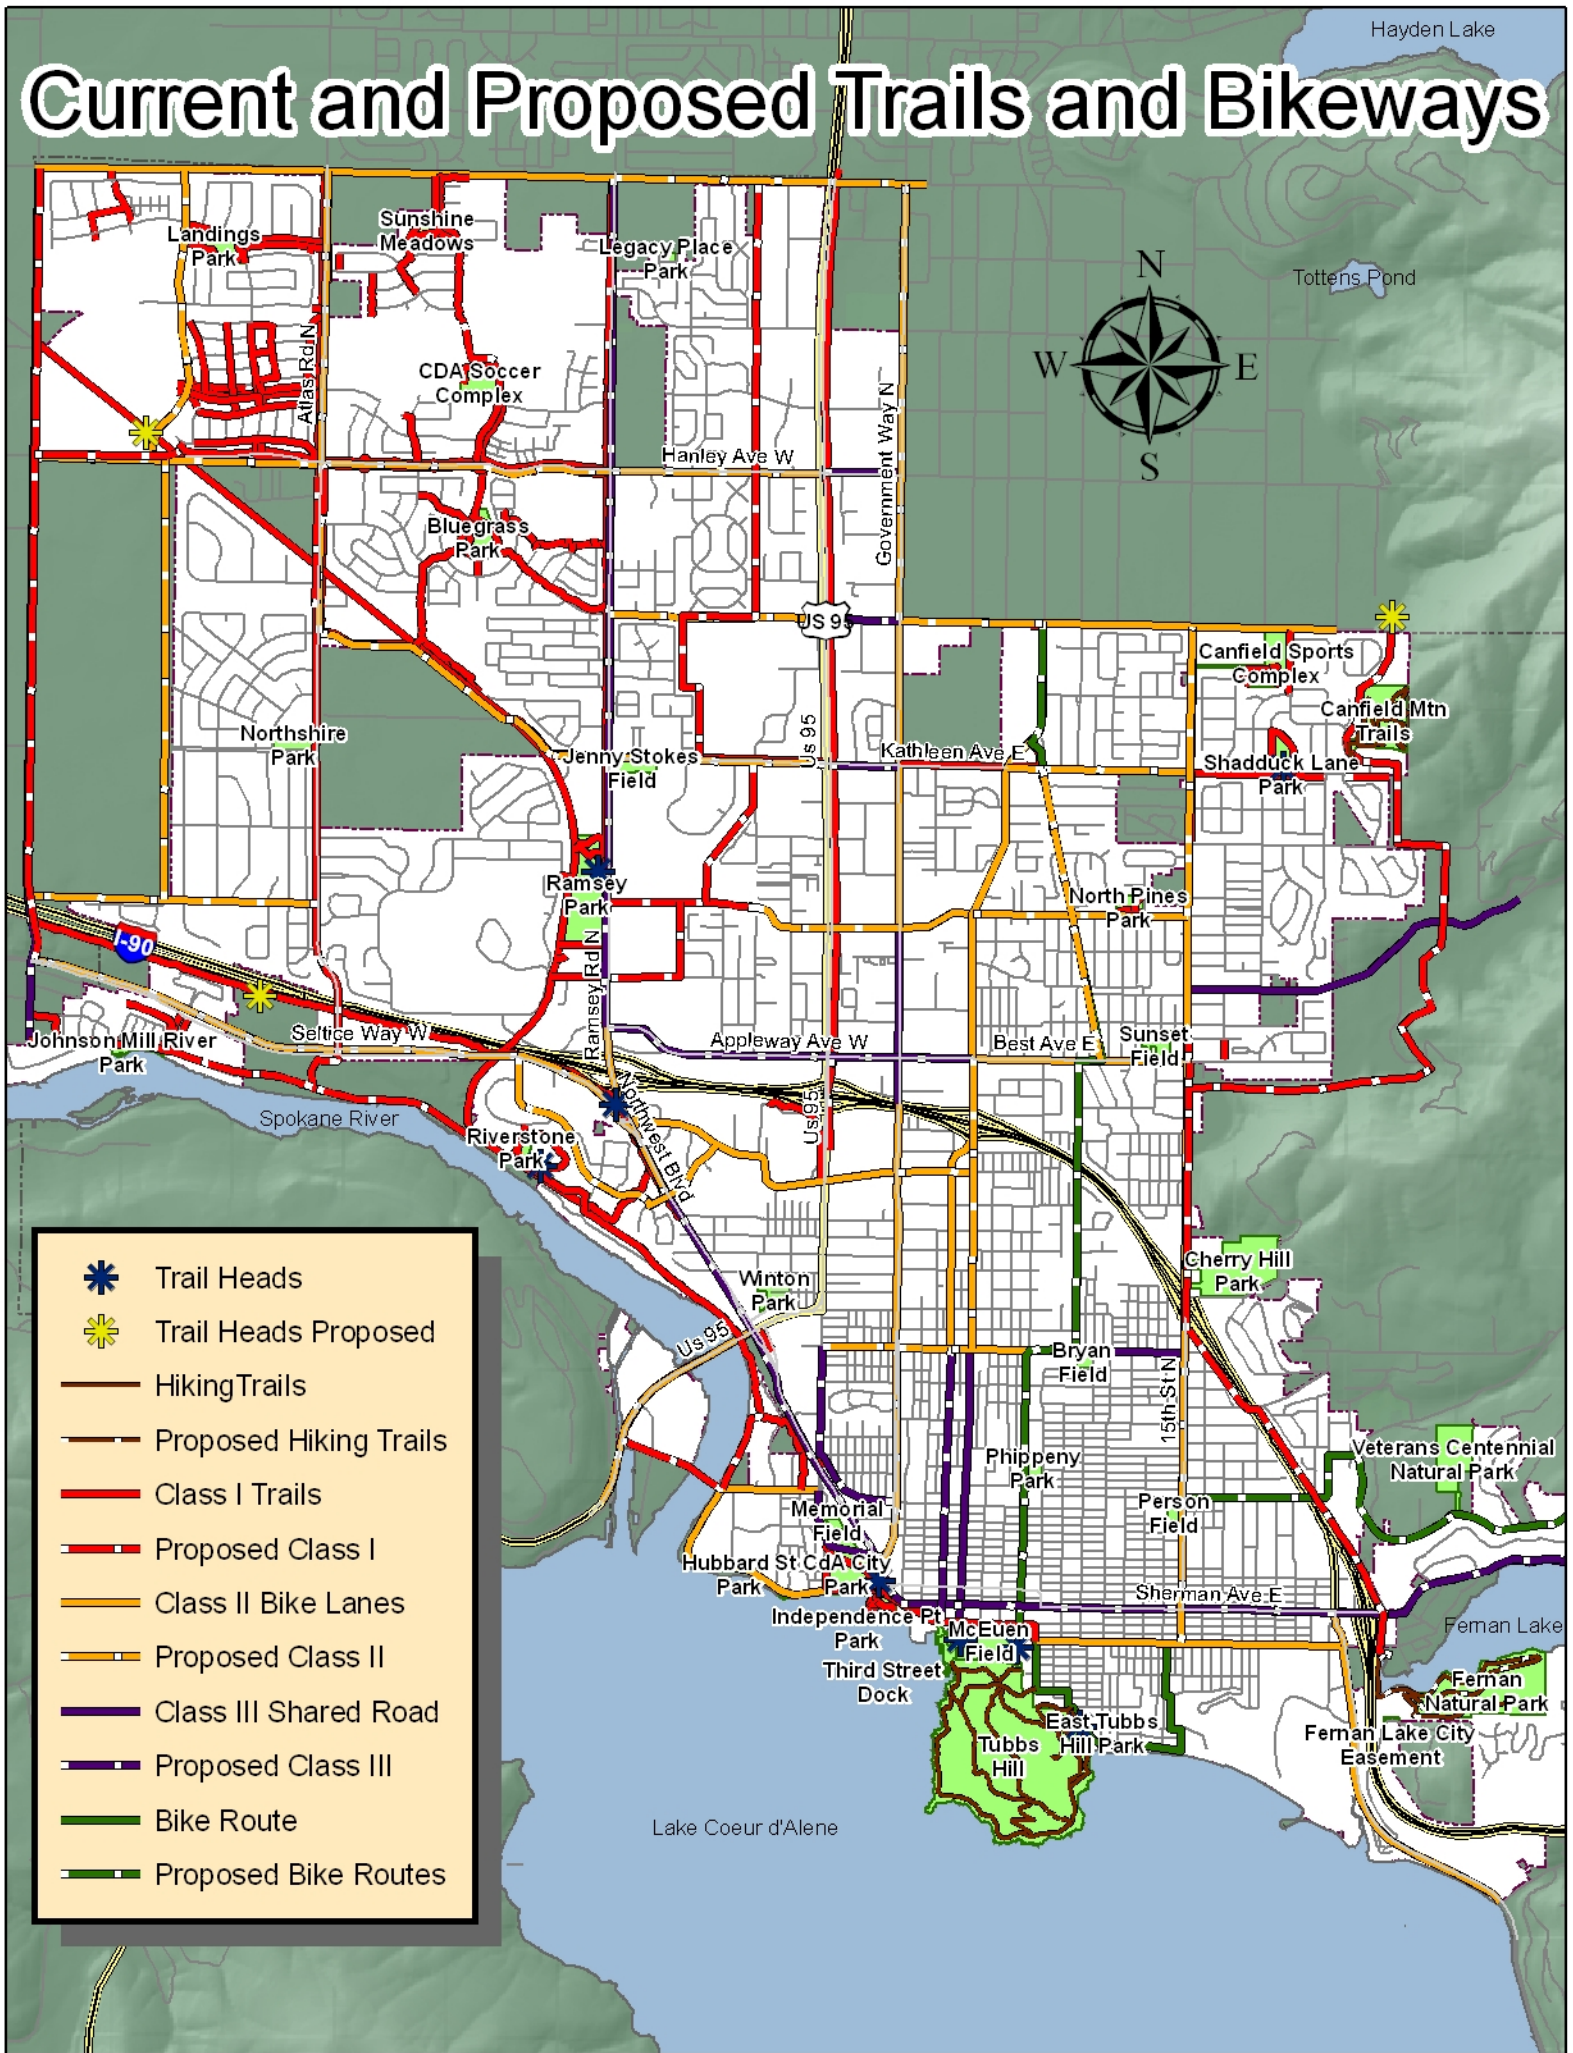 Hayden Lake
Current and Proposed Trails and Bikeways
Landings
Park
Sunshine
Meadows
Legacy Place
Park
N
W
E
S
Tottens Pond
Atlas Rd N
CDA Soccer
Complex
Government Way N
Hanley Ave W
Bluegrass
Park
US 95
Canfield Sports
Complex
Canfield Mtn
Trails
Northshire
Park
Jenny Stokes
Field
Us 95
Kathleen Ave E
Shadduck Lane
Park
Ramsey
Park
North Pines
Park
I-90
Ramsey Rd N
Seltice Way W
Appleway Ave W
Best Ave E
Sunset
Field
Johnson Mill River
Park
Spokane River
Northwest Blvd
Us 95
Riverstone
Park
Cherry Hill
Park
Winton
Park
Us 95
Bryan
Field
15th St N
Phippeny
Park
Veterans Centennial
Natural Park
Person
Field
Memorial
Field
Hubbard St
Park
CdA City
Park
Sherman Ave E
Independence Pt
Park
McEuen
Field
Fernan Lake
Third Street
Dock
Fernan
Natural Park
East Tubbs
Hill Park
Tubbs
Hill
Fernan Lake City
Easement
Lake Coeur d'Alene
Trail Heads
Trail Heads Proposed
HikingTrails
Proposed Hiking Trails
Class I Trails
Proposed Class I
Class II Bike Lanes
Proposed Class II
Class III Shared Road
Proposed Class III
Bike Route
Proposed Bike Routes